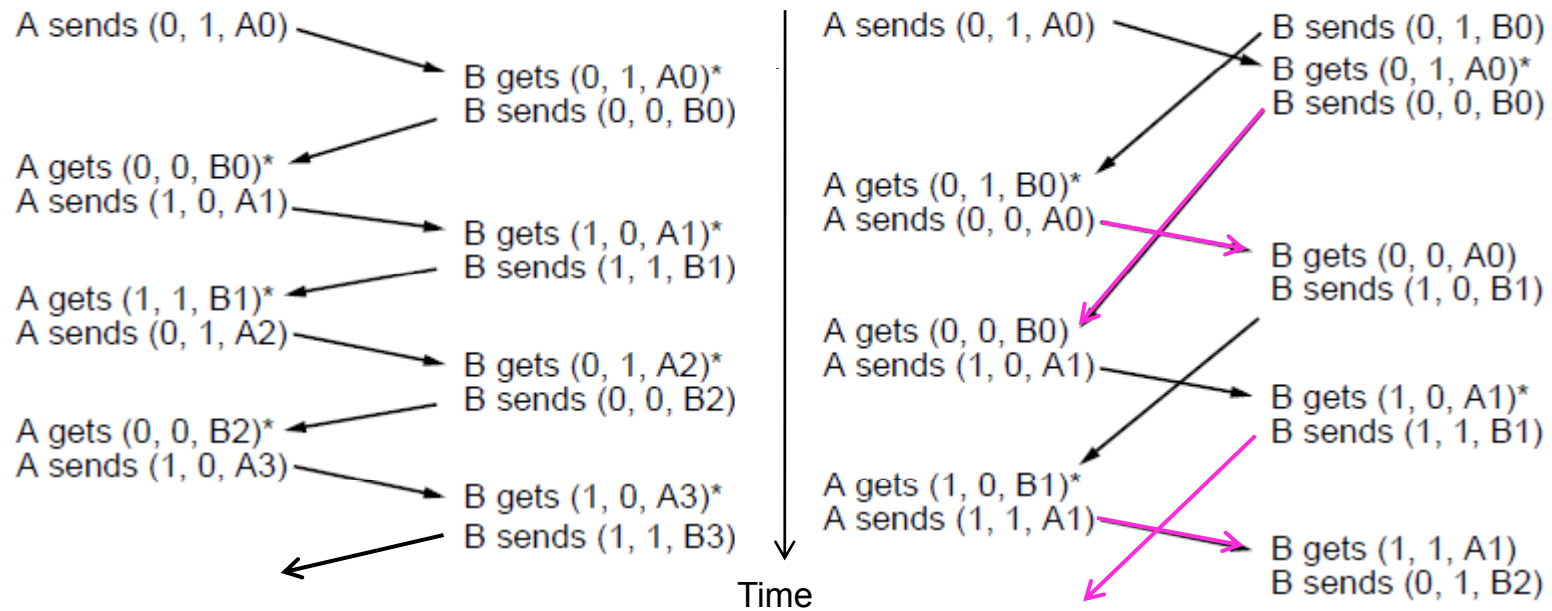 A sends (0, 1, A0)
B gets (0, 1, A0)*
B sends (0, 0, B0)
A gets (0, 0, B0)*
A sends (1, 0, A1)
B gets (1, 0, A1)*
B sends (1, 1, B1)
A gets (1, 1, B1)*
A sends (0, 1, A2)
B gets (0, 1, A2)*
B sends (0, 0, B2)
A gets (0, 0, B2)*
A sends (1, 0, A3)
B gets (1, 0, A3)*
B sends (1, 1, B3)
Time
A sends (0, 1, A0)
B sends (0, 1, B0)
B gets (0, 1, A0)*
B sends (0, 0, B0)
A gets (0, 1, B0)*
A sends (0, 0, A0)
B gets (0, 0, A0)
B sends (1, 0, B1)
A gets (0, 0, B0)
A sends (1, 0, A1)
B gets (1, 0, A1)*
B sends (1, 1, B1)
A gets (1, 0, B1)*
A sends (1, 1, A1)
B gets (1, 1, A1)
B sends (0, 1, B2)